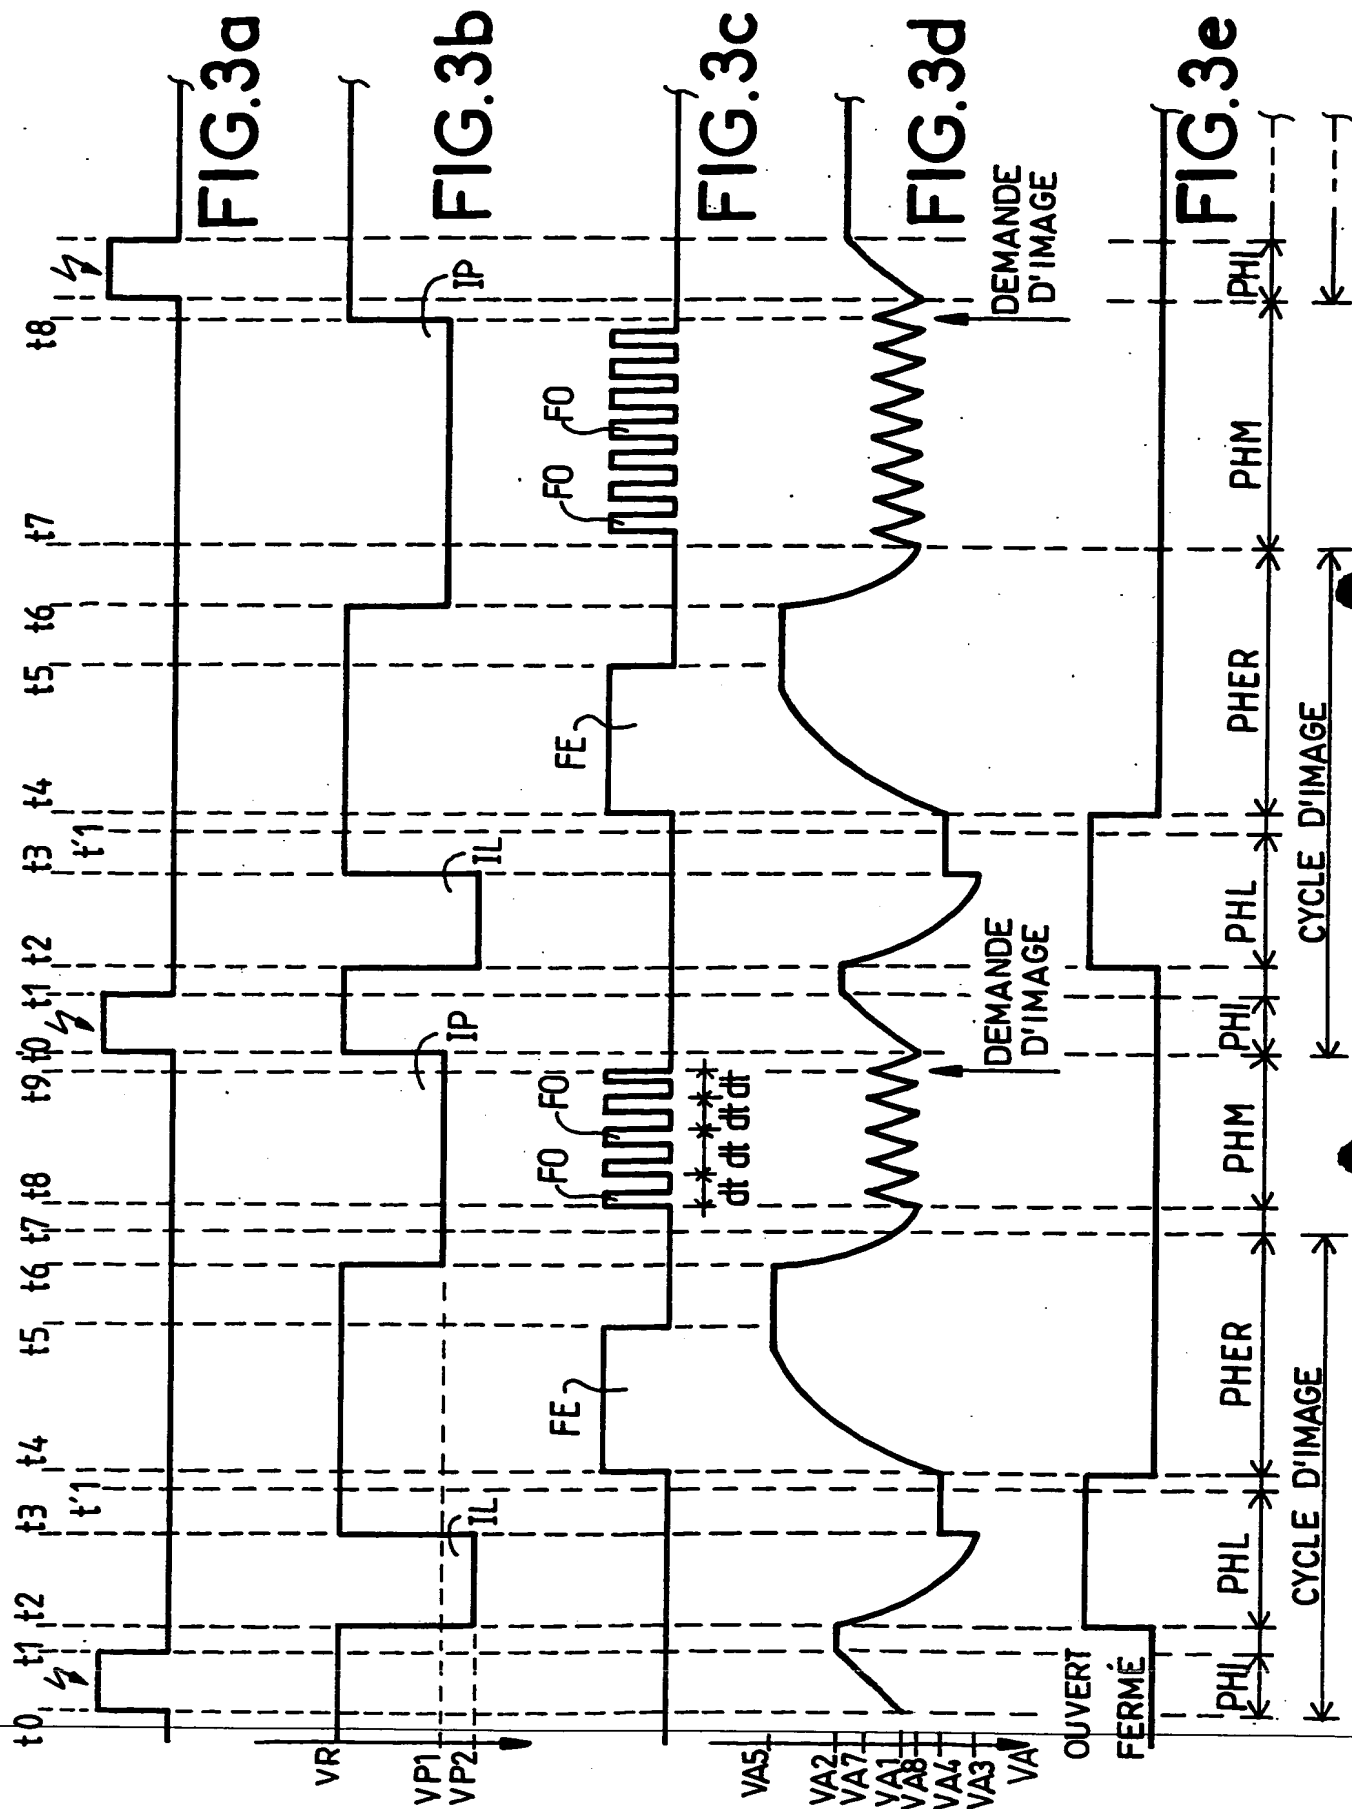 t0 t1 t2 t3 t'1 t4 t5 t6 t7 t8 t9 t0 t1 t2 t3 t'1 t4 t5 t6 t7 t8
FIG.3a
VR
VP1
VP2
IL
IP
IL
IP
FIG.3b
FE
FO
FO
FE
FO
FO
dt dt dt dt
FIG.3c
VA5
VA2
VA7
VA1
VA8
VA4
VA3
VA
DEMANDE
D'IMAGE
DEMANDE
D'IMAGE
FIG.3d
OUVERT
FERMÉ
FIG.3e
PHI PHL PHER PHM PHI PHL PHER PHM PHI
CYCLE D'IMAGE CYCLE D'IMAGE